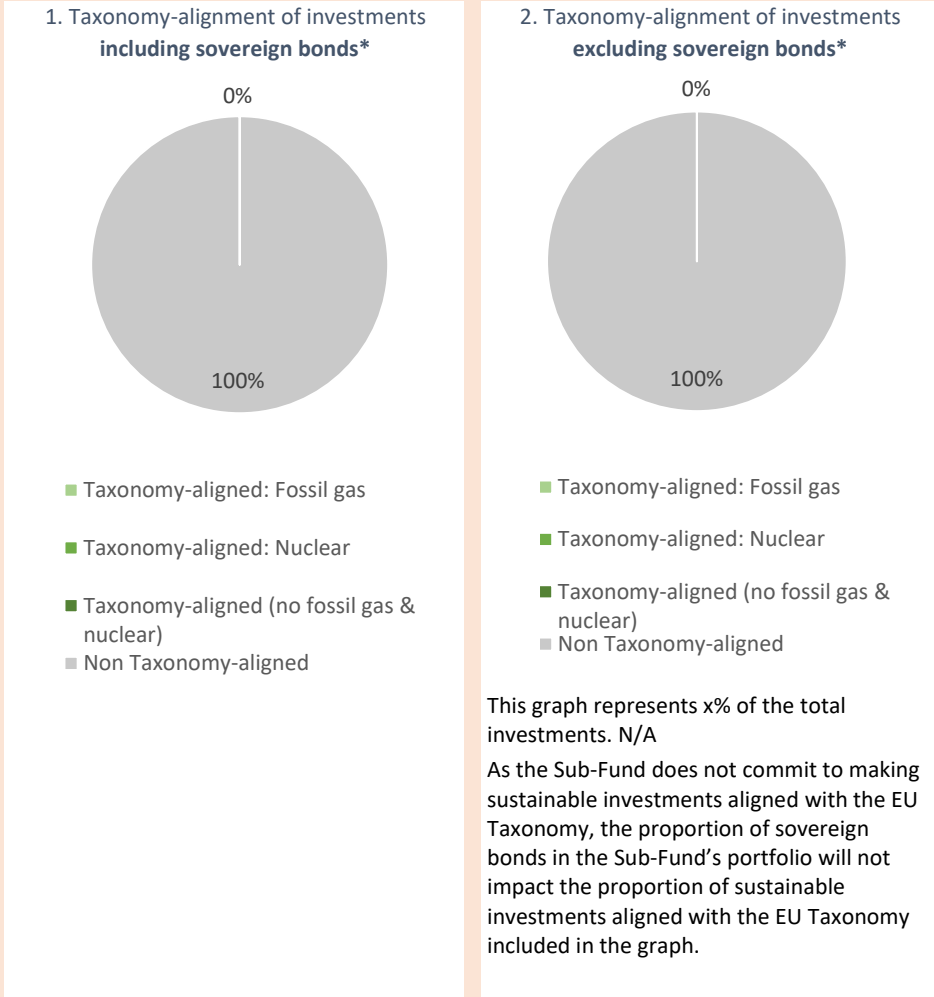 1. Taxonomy-alignment of investments
including sovereign bonds*
0%
100%
Taxonomy-aligned: Fossil gas
Taxonomy-aligned: Nuclear
Taxonomy-aligned (no fossil gas &
nuclear)
Non Taxonomy-aligned
2. Taxonomy-alignment of investments
excluding sovereign bonds*
0%
100%
Taxonomy-aligned: Fossil gas
Taxonomy-aligned: Nuclear
Taxonomy-aligned (no fossil gas &
nuclear)
Non Taxonomy-aligned
This graph represents x% of the total
investments. N/A
As the Sub-Fund does not commit to making
sustainable investments aligned with the EU
Taxonomy, the proportion of sovereign
bonds in the Sub-Fund’s portfolio will not
impact the proportion of sustainable
investments aligned with the EU Taxonomy
included in the graph.